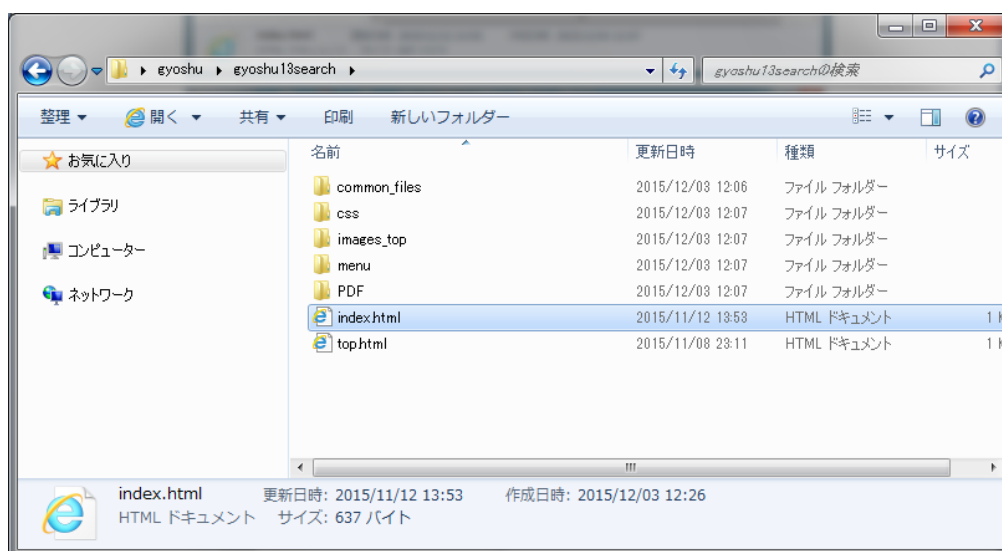 gyoshu gyoshu13search gyoshu13searchの検索
整理 開く 共有 印刷 新しいフォルダー
お気に入り
ライブラリ
コンピューター
ネットワーク
名前 更新日時 種類 サイズ
common_files 2015/12/03 12:06 ファイル フォルダー
css 2015/12/03 12:07 ファイル フォルダー
images_top 2015/12/03 12:07 ファイル フォルダー
menu 2015/12/03 12:07 ファイル フォルダー
PDF 2015/12/03 12:07 ファイル フォルダー
index.html 2015/11/12 13:53 HTML ドキュメント 1
top.html 2015/11/08 23:11 HTML ドキュメント 1
index.html 更新日時: 2015/11/12 13:53 作成日時: 2015/12/03 12:26
HTML ドキュメント サイズ: 637 バイト